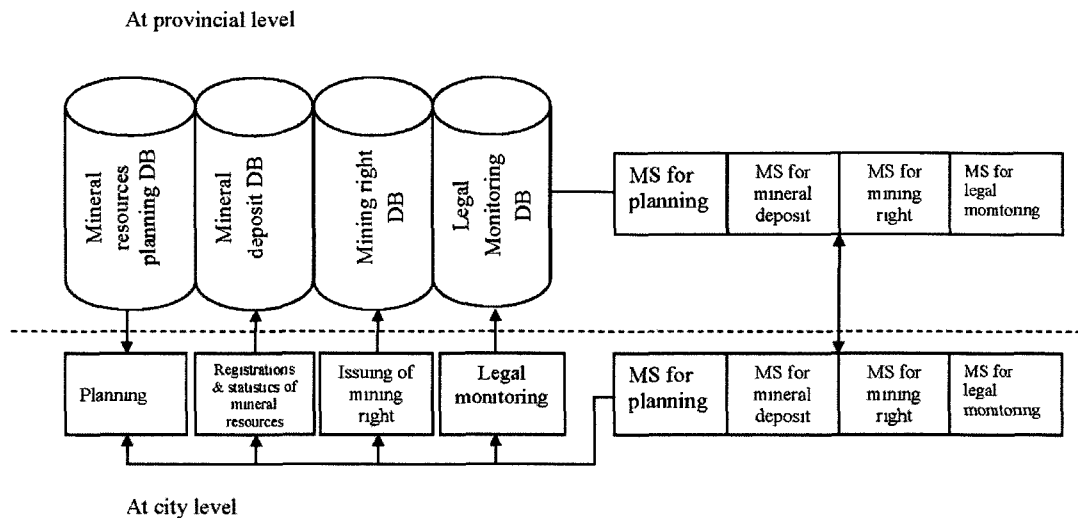 At provincial level
Mineral
resources
planning DB
Mineral
deposit DB
Mining right
DB
Legal
Monitoring
DB
MS for
planning
MS for
mineral
deposit
MS for
mining
right
MS for
legal
monitoring
Planning
Registrations
& statistics of
mineral
resources
Issuing of
mining
right
Legal
monitoring
MS for
planning
MS for
mineral
deposit
MS for
mining
right
MS for
legal
monitoring
At city level